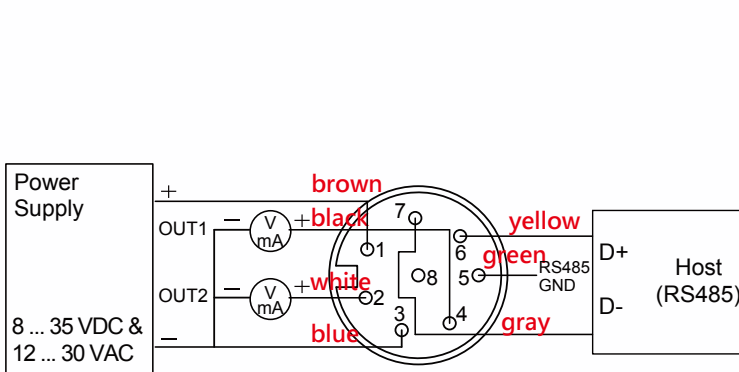 Power
Supply
8 ... 35 VDC &
12 ... 30 VAC
+
brown
OUT1
−
V
mA
+
black
OUT2
−
V
mA
+
white
−
blue
7
1
6
8
5
2
3
4
yellow
green
RS485
GND
gray
D+
D-
Host
(RS485)